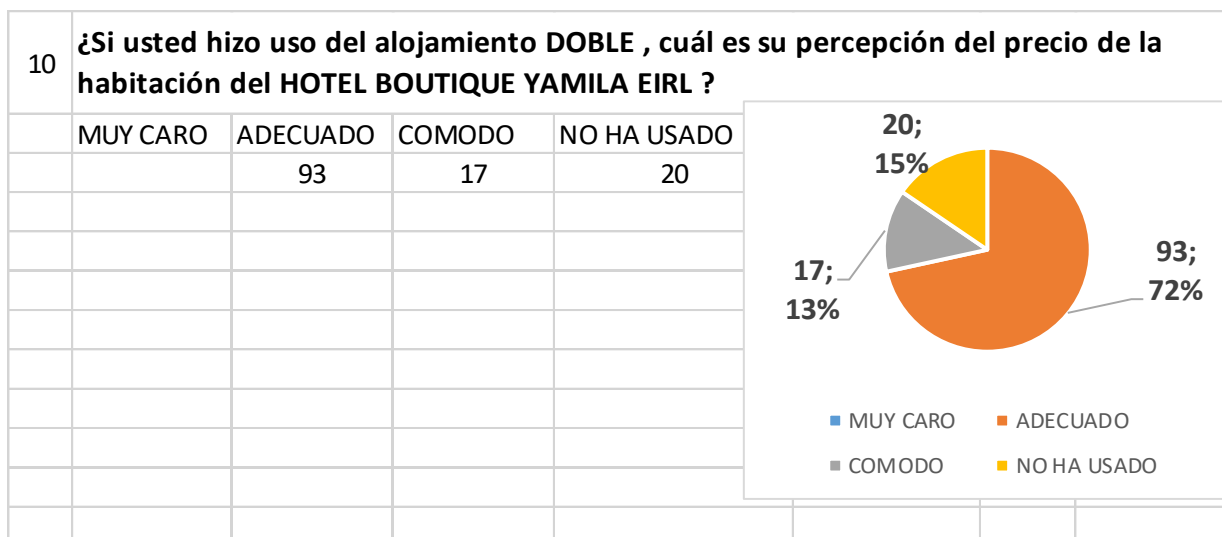 10
¿Si usted hizo uso del alojamiento DOBLE , cuál es su percepción del precio de la
habitación del HOTEL BOUTIQUE YAMILA EIRL ?
MUY CARO ADECUADO COMODO NO HA USADO
93 17 20
20;
15%
17;
13%
93;
72%
MUY CARO ADECUADO
COMODO NO HA USADO